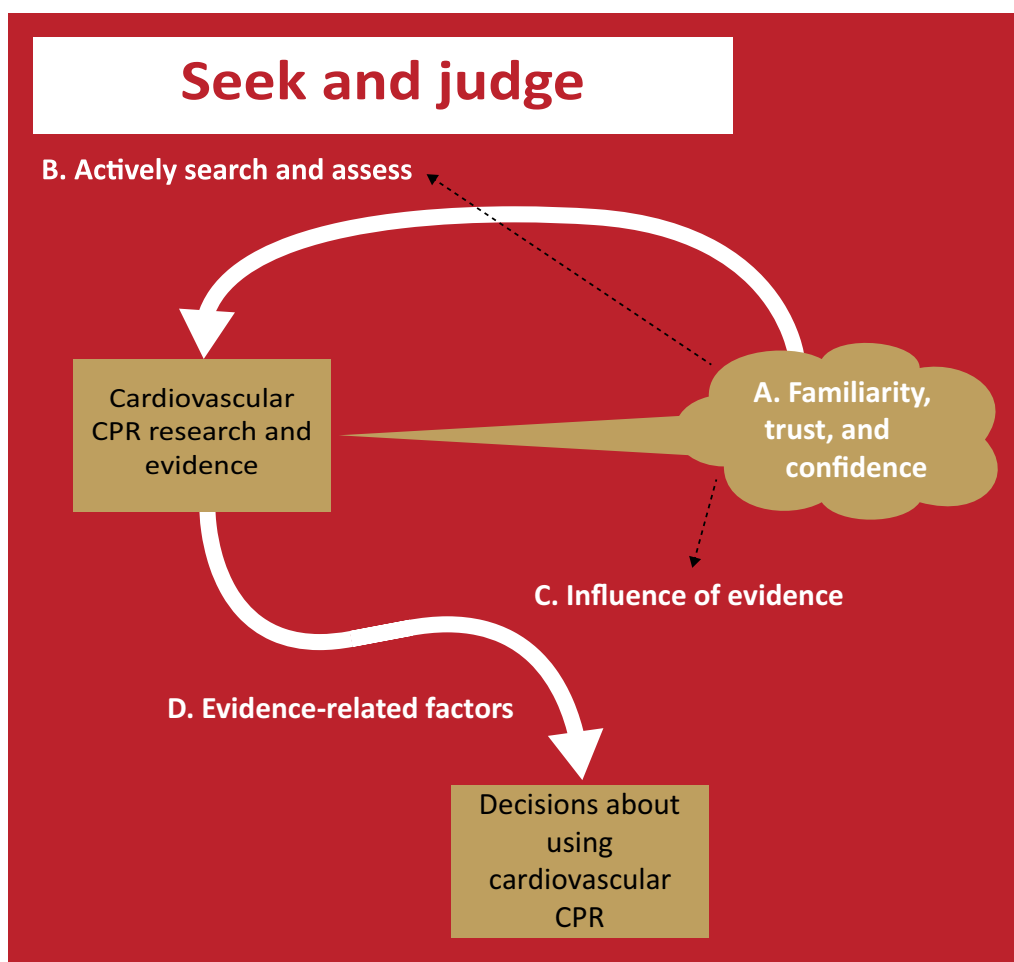 Seek and judge
B. Actively search and assess
Cardiovascular
CPR research and
evidence
A. Familiarity,
trust, and
confidence
C. Influence of evidence
D. Evidence-related factors
Decisions about
using
cardiovascular
CPR